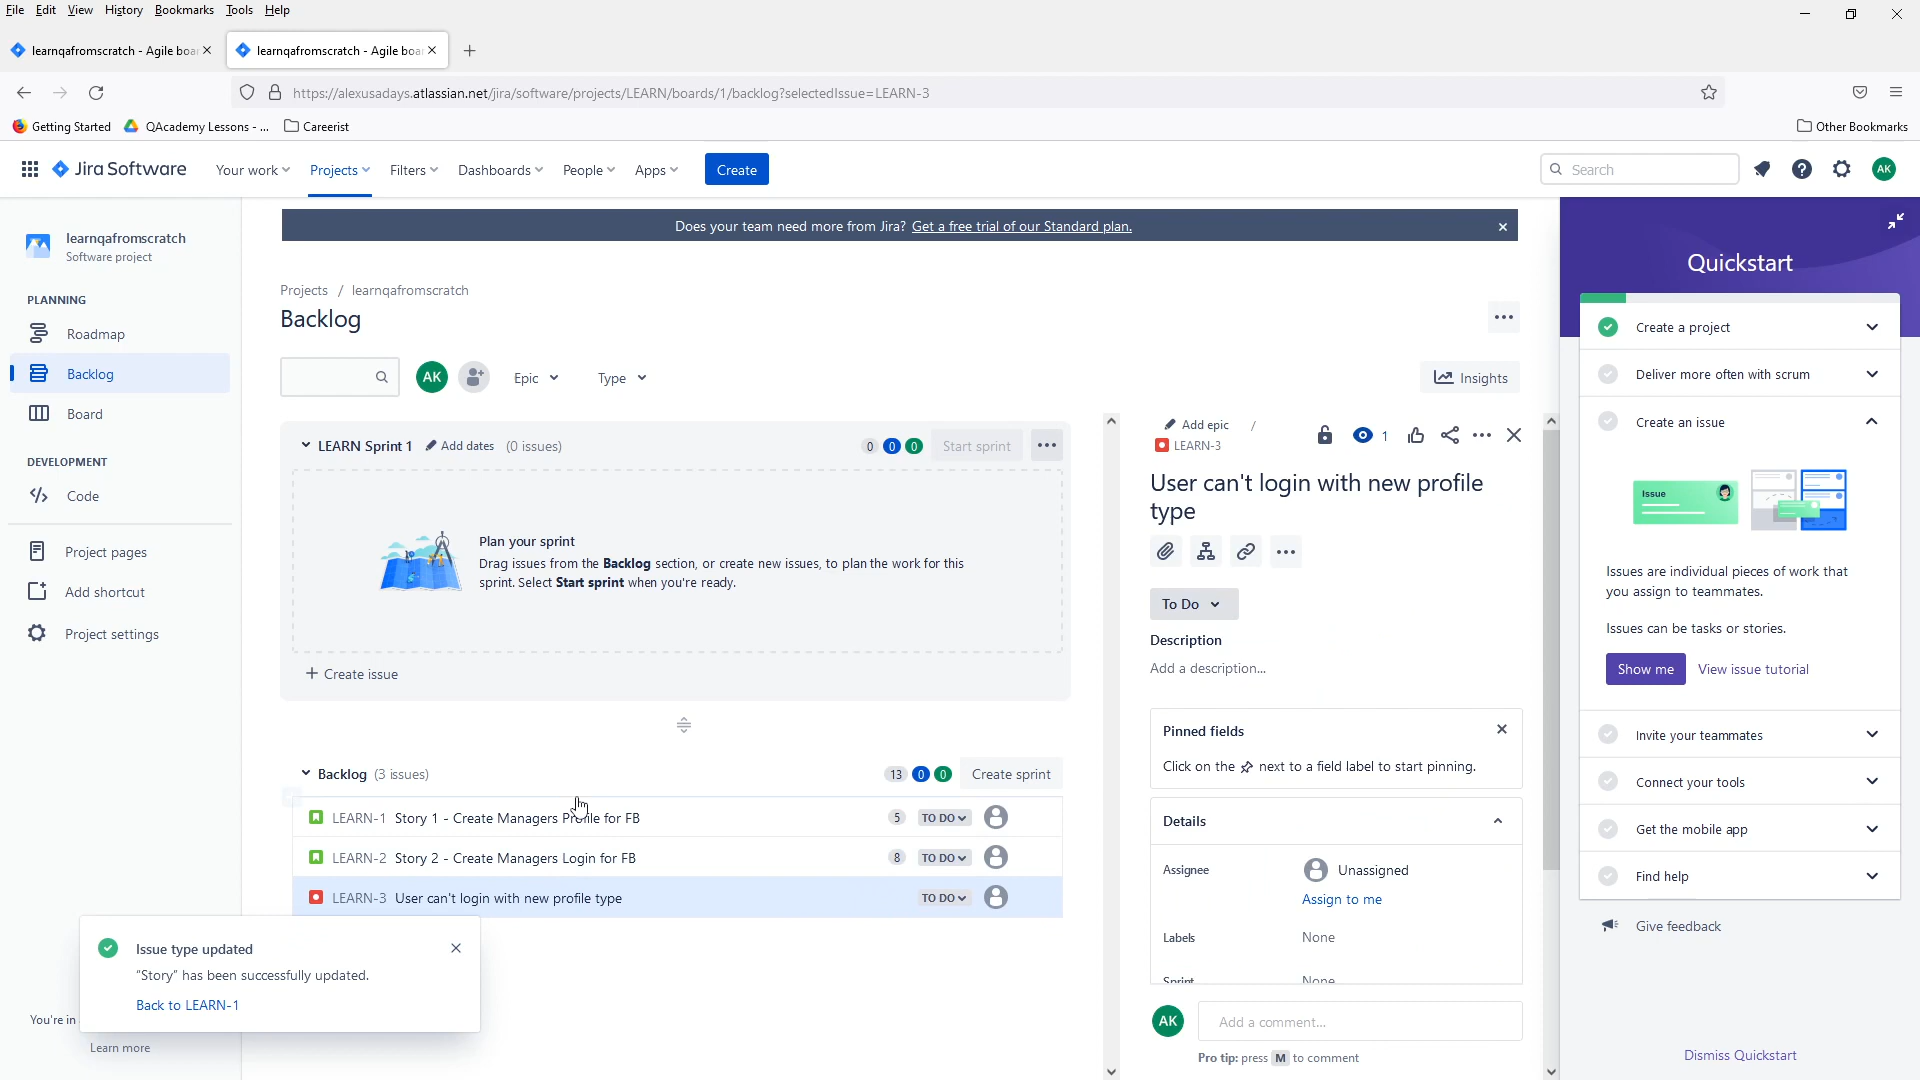 File Edit View History Bookmarks Tools Help
learnqafromscratch - Agile boar
learnqafromscratch - Agile boar
https://alexusadays.atlassian.net/jira/software/projects/LEARN/boards/1/backlog?selectedIssue=LEARN-3
Getting Started QAcademy Lessons - ... Careerist Other Bookmarks
Jira Software Your work Projects Filters Dashboards People Apps Create Search AK
Does your team need more from Jira? Get a free trial of our Standard plan.
learnqafromscratch
Software project
PLANNING
Roadmap
Backlog
Board
DEVELOPMENT
Code
Project pages
Add shortcut
Project settings
You're in
Learn more
Projects / learnqafromscratch
Backlog
AK Epic Type Insights
LEARN Sprint 1 Add dates (0 issues) 0 0 0 Start sprint
Plan your sprint
Drag issues from the Backlog section, or create new issues, to plan the work for this
sprint. Select Start sprint when you're ready.
+ Create issue
Backlog (3 issues) 13 0 0 Create sprint
LEARN-1 Story 1 - Create Managers Profile for FB 5 TO DO
LEARN-2 Story 2 - Create Managers Login for FB 8 TO DO
LEARN-3 User can't login with new profile type TO DO
Issue type updated
"Story" has been successfully updated.
Back to LEARN-1
Add epic /
LEARN-3
1
User can't login with new profile
type
To Do
Description
Add a description...
Pinned fields
Click on the next to a field label to start pinning.
Details
Assignee Unassigned
Assign to me
Labels None
Sprint None
AK Add a comment...
Pro tip: press M to comment
Quickstart
Create a project
Deliver more often with scrum
Create an issue
Issue
Issues are individual pieces of work that
you assign to teammates.
Issues can be tasks or stories.
Show me View issue tutorial
Invite your teammates
Connect your tools
Get the mobile app
Find help
Give feedback
Dismiss Quickstart